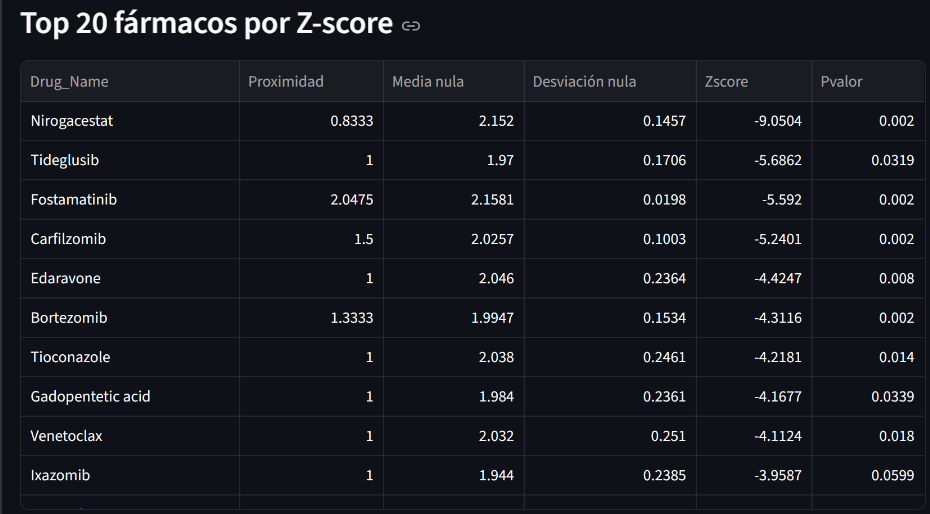 Top 20 fármacos por Z-score
Drug_Name Proximidad Media nula Desviación nula Zscore Pvalor
Nirogacestat 0.8333 2.152 0.1457 -9.0504 0.002
Tideglusib 1 1.97 0.1706 -5.6862 0.0319
Fostamatinib 2.0475 2.1581 0.0198 -5.592 0.002
Carfilzomib 1.5 2.0257 0.1003 -5.2401 0.002
Edaravone 1 2.046 0.2364 -4.4247 0.008
Bortezomib 1.3333 1.9947 0.1534 -4.3116 0.002
Tioconazole 1 2.038 0.2461 -4.2181 0.014
Gadopentetic acid 1 1.984 0.2361 -4.1677 0.0339
Venetoclax 1 2.032 0.251 -4.1124 0.018
Ixazomib 1 1.944 0.2385 -3.9587 0.0599